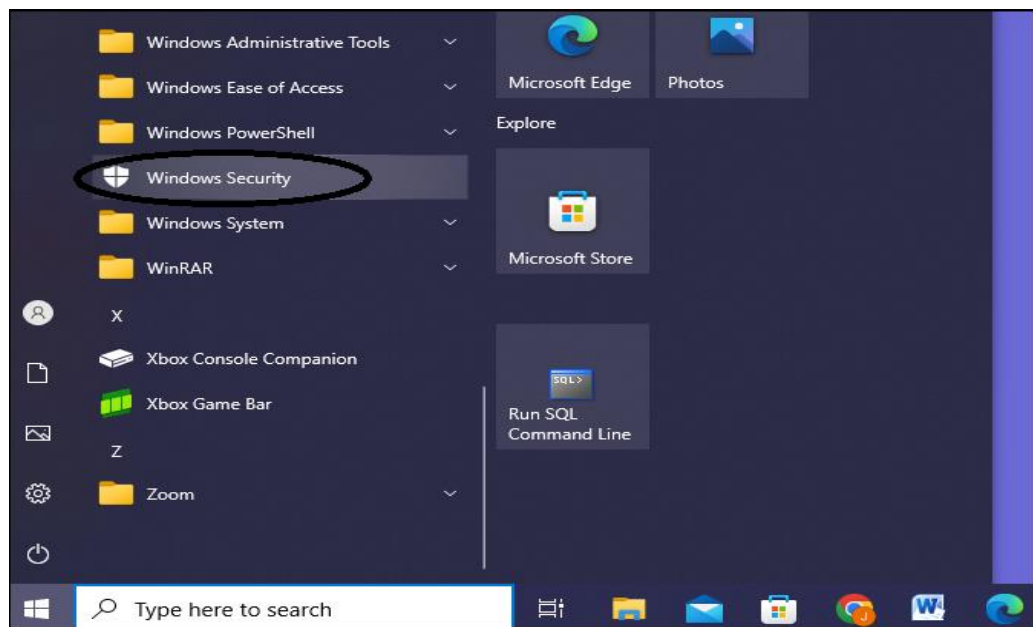 Windows Administrative Tools
Windows Ease of Access
Windows PowerShell
Windows Security
Windows System
WinRAR
X
Xbox Console Companion
Xbox Game Bar
Z
Zoom
Microsoft Edge
Photos
Explore
Microsoft Store
SQL>
Run SQL
Command Line
Type here to search
J
W